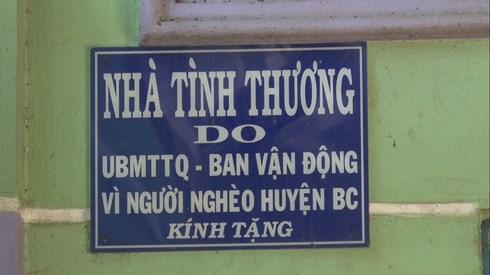 NHÀ TÌNH THƯƠNG
DO
UBMTTQ - BAN VẬN ĐỘNG
VÌ NGƯỜI NGHÈO HUYỆN BC
KÍNH TẶNG